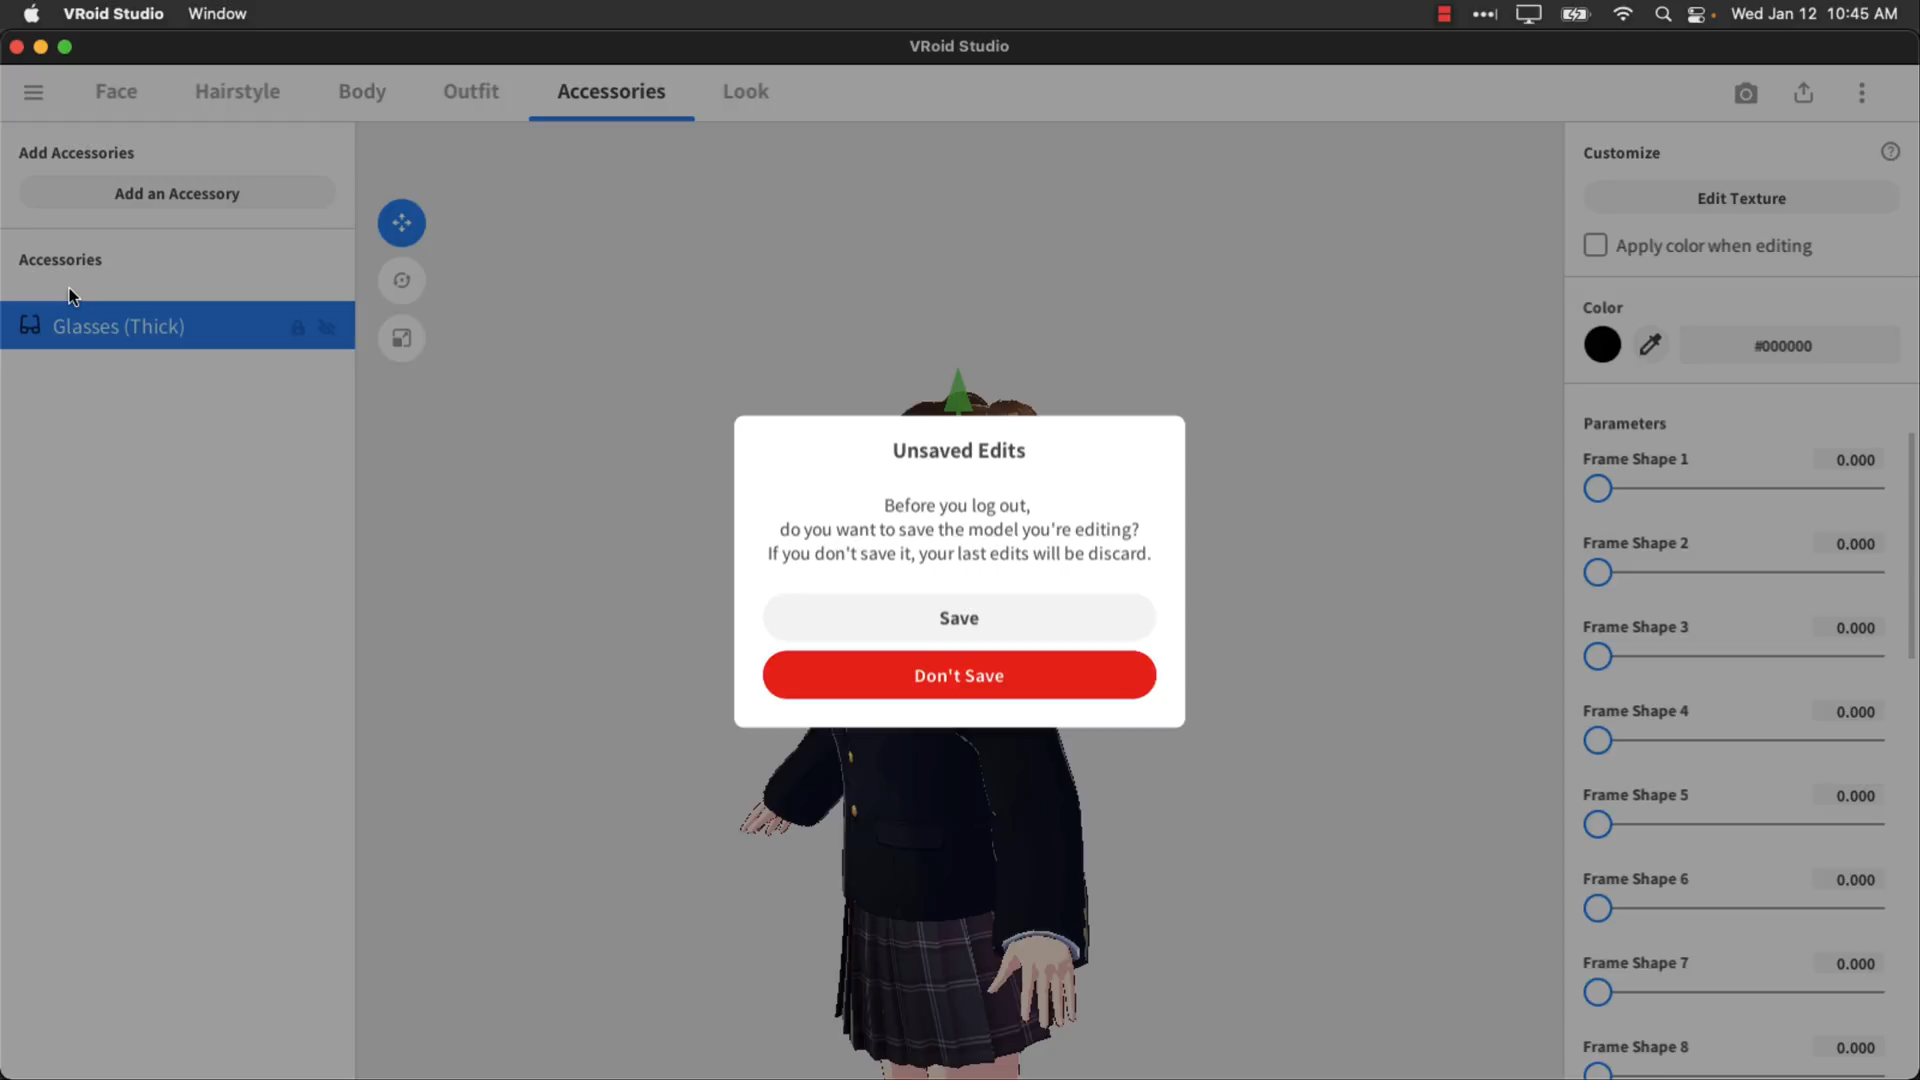 VRoid Studio Window
Wed Jan 12 10:45 AM
VRoid Studio
Face Hairstyle Body Outfit Accessories Look
Add Accessories
Add an Accessory
Accessories
Glasses (Thick)
Unsaved Edits
Before you log out,
do you want to save the model you're editing?
If you don't save it, your last edits will be discard.
Save
Don't Save
Customize
Edit Texture
Apply color when editing
Color
#000000
Parameters
Frame Shape 1 0.000
Frame Shape 2 0.000
Frame Shape 3 0.000
Frame Shape 4 0.000
Frame Shape 5 0.000
Frame Shape 6 0.000
Frame Shape 7 0.000
Frame Shape 8 0.000